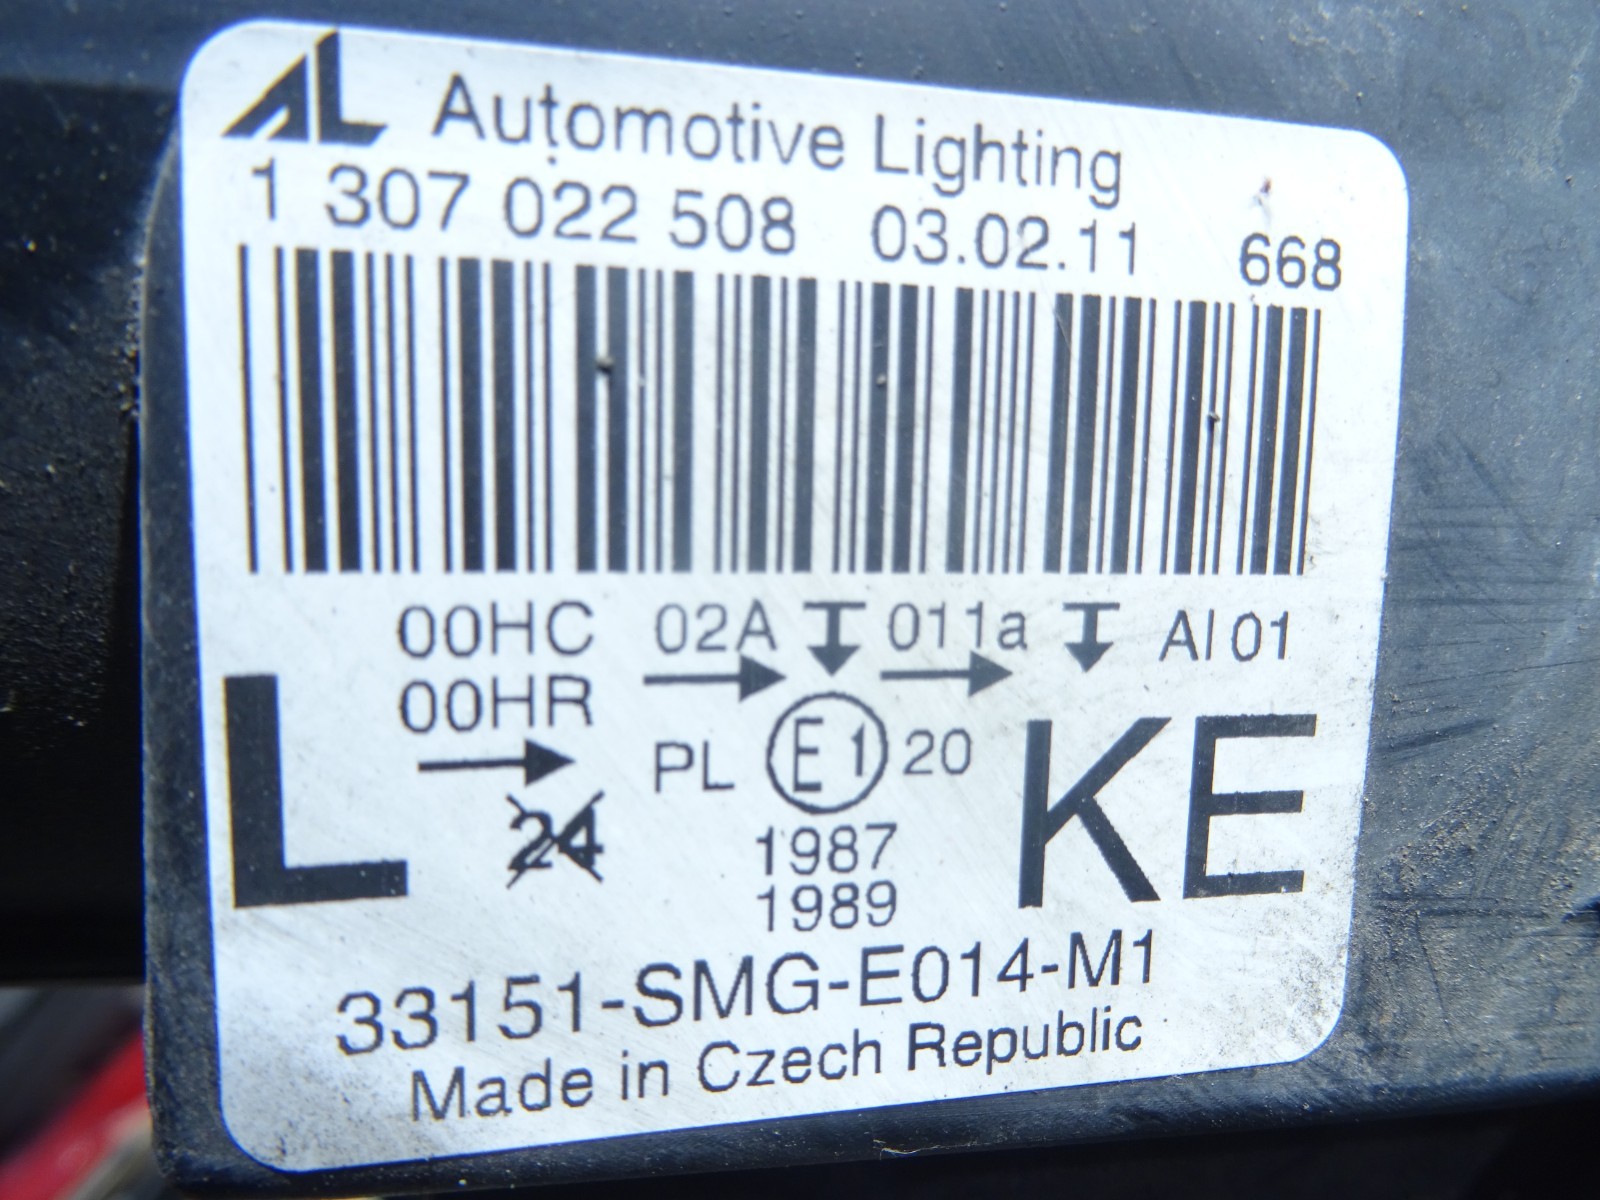 AL Automotive Lighting
1 307 022 508 03.02.11 668
00HC 02A 011a AI 01
00HR
L PL E1 20 KE
24
1987
1989
33151-SMG-E014-M1
Made in Czech Republic